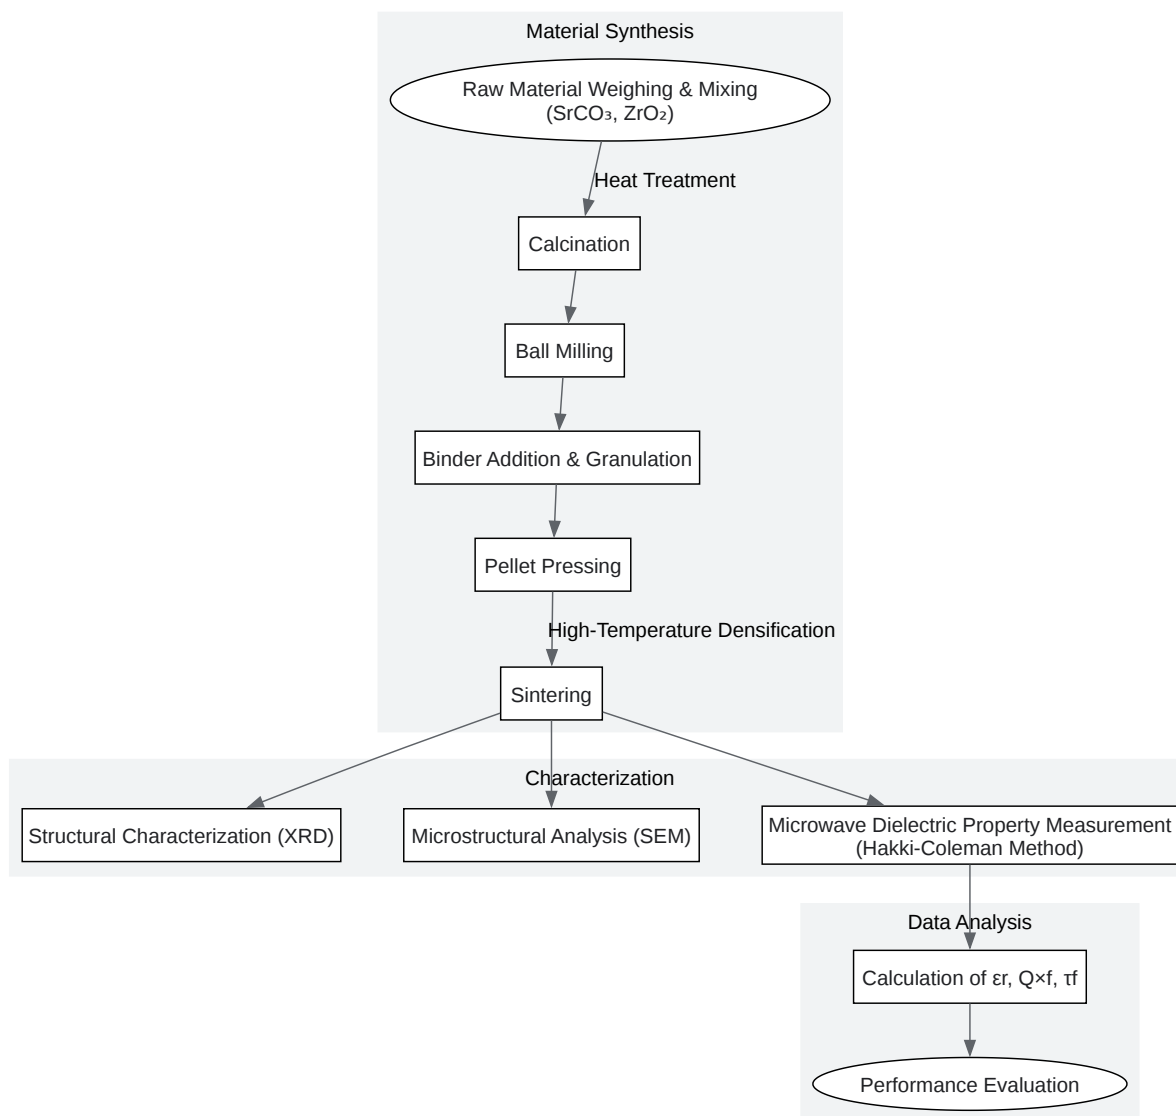 Material Synthesis
Raw Material Weighing & Mixing
(SrCO₃, ZrO₂)
Heat Treatment
Calcination
Ball Milling
Binder Addition & Granulation
Pellet Pressing
High-Temperature Densification
Sintering
Characterization
Structural Characterization (XRD)
Microstructural Analysis (SEM)
Microwave Dielectric Property Measurement
(Hakki-Coleman Method)
Data Analysis
Calculation of εr, Q×f, τf
Performance Evaluation